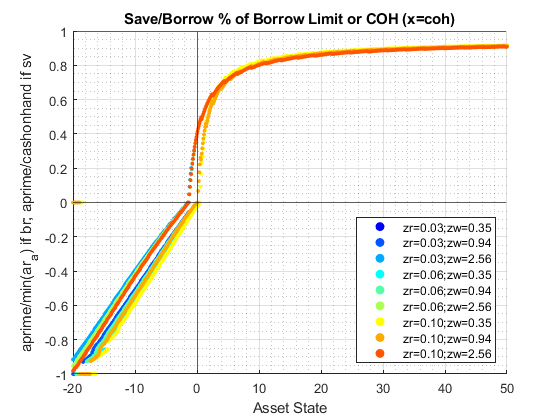 Save/Borrow % of Borrow Limit or COH (x=coh)
aprime/min(ar_a) if br; aprime/cashonhand if sv
1
0.8
0.6
0.4
0.2
0
-0.2
-0.4
-0.6
-0.8
-1
-20
-10
0
10
20
30
40
50
Asset State
zr=0.03;zw=0.35
zr=0.03;zw=0.94
zr=0.03;zw=2.56
zr=0.06;zw=0.35
zr=0.06;zw=0.94
zr=0.06;zw=2.56
zr=0.10;zw=0.35
zr=0.10;zw=0.94
zr=0.10;zw=2.56